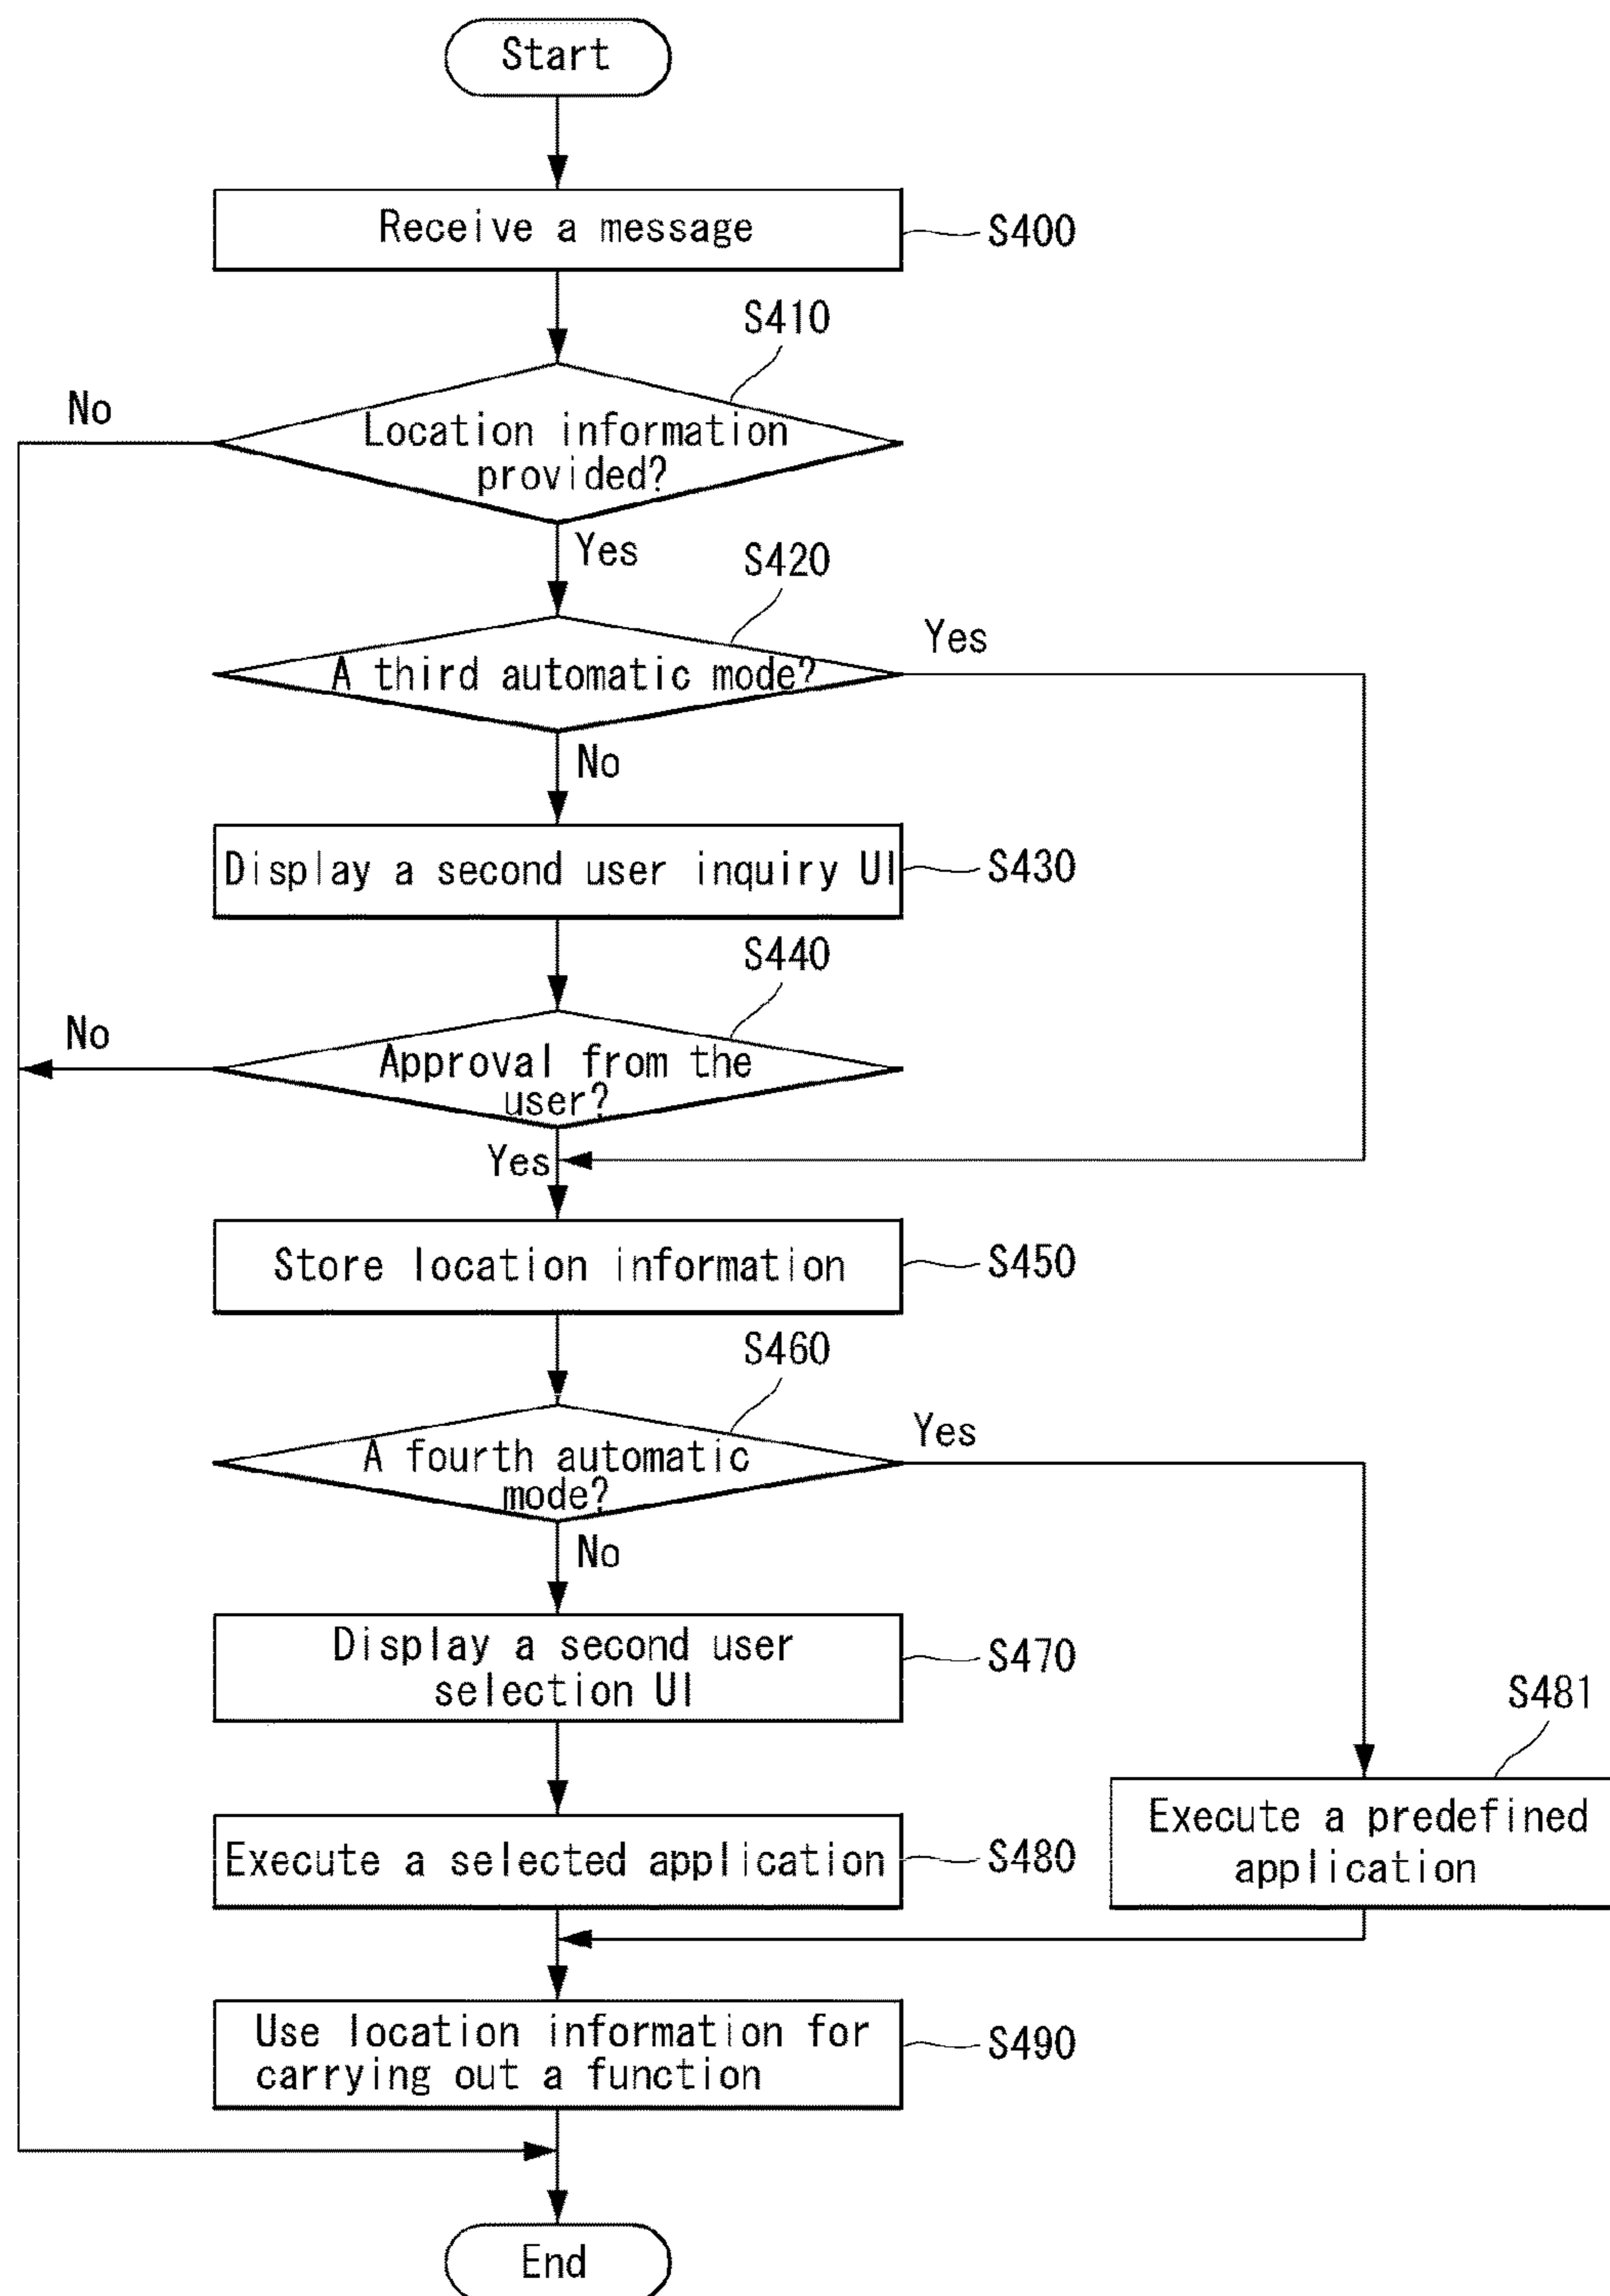 Start
Receive a message
S400
S410
No
Location information
provided?
Yes
S420
Yes
A third automatic mode?
No
Display a second user inquiry UI
S430
S440
No
Approval from the
user?
Yes
Store location information
S450
S460
Yes
A fourth automatic
mode?
No
Display a second user
selection UI
S470
S481
Execute a predefined
application
Execute a selected application
S480
Use location information for
carrying out a function
S490
End